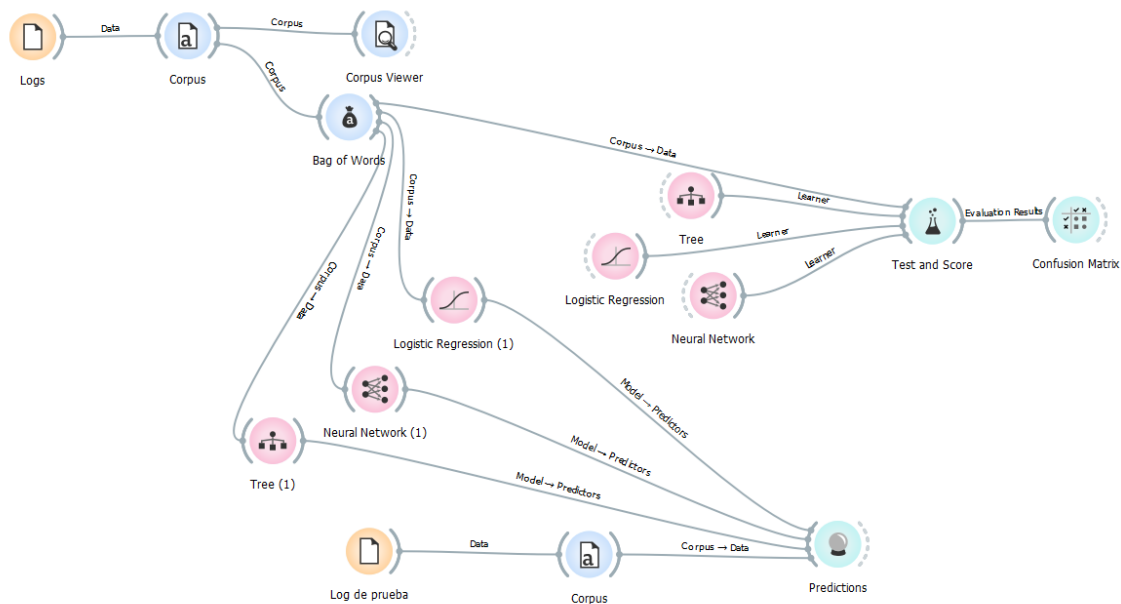 Data
Corpus
Logs
Corpus
Corpus Viewer
Corpus
Bag of Words
Corpus → Data
Learner
Tree
Learner
Logistic Regression
Learner
Neural Network
Evaluation Results
Test and Score
Confusion Matrix
Corpus → Data
Corpus → Data
Corpus → Data
Logistic Regression (1)
Neural Network (1)
Tree (1)
Model → Predictors
Model → Predictors
Model → Predictors
Data
Corpus → Data
Log de prueba
Corpus
Predictions
a
a
a